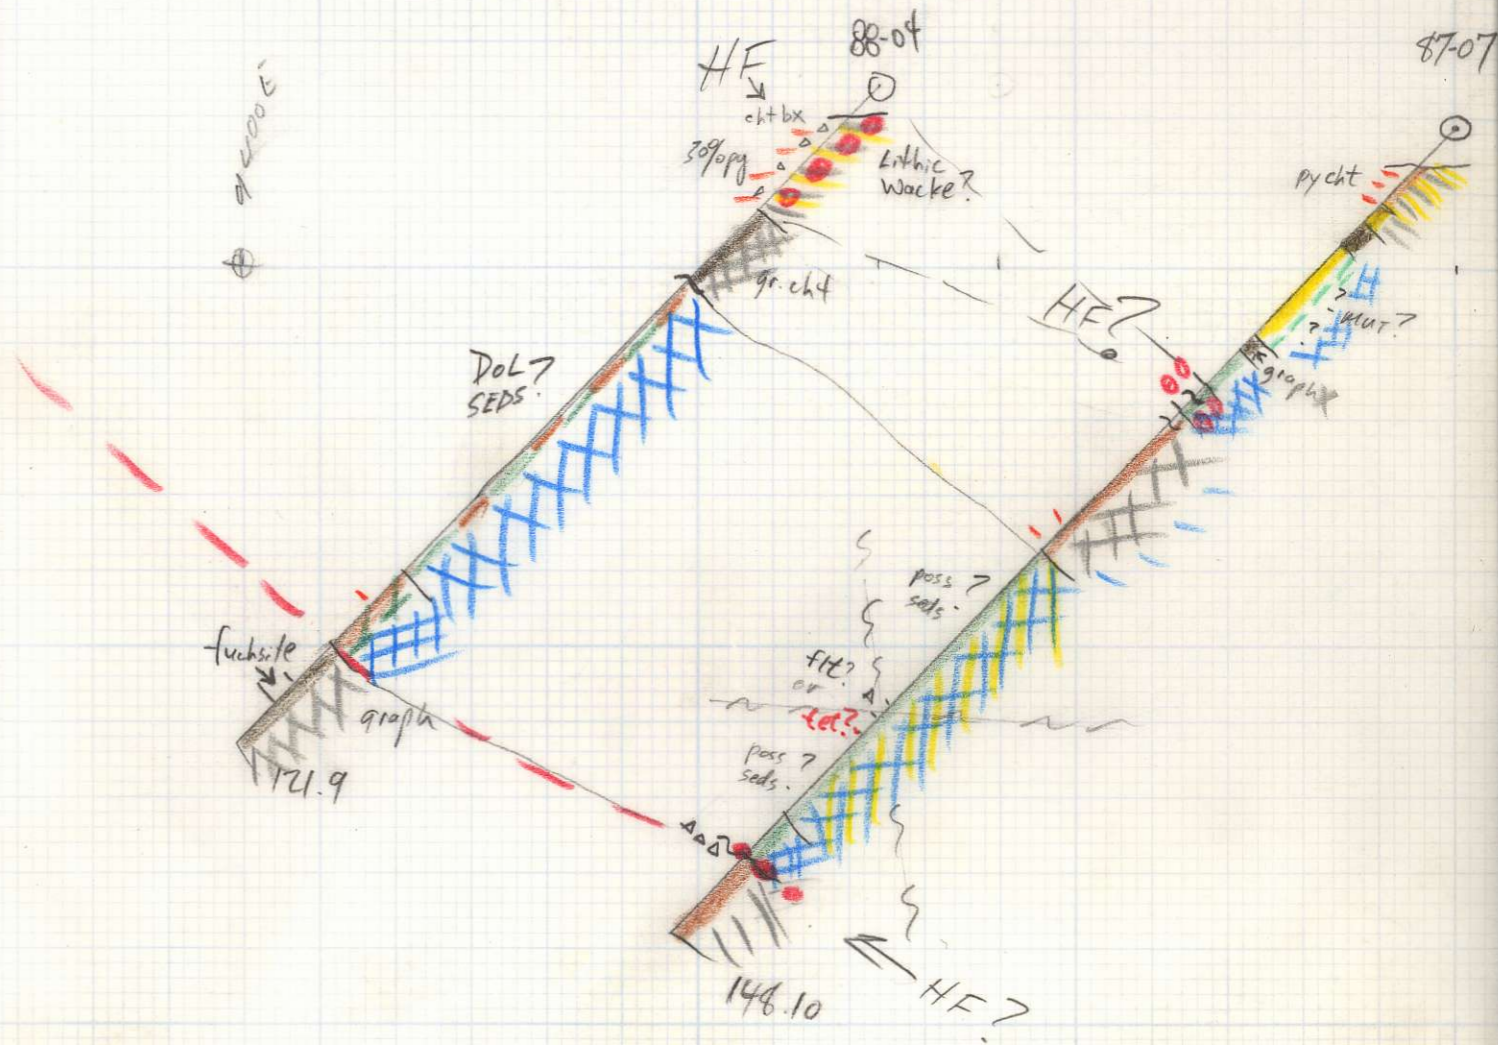 88-04
87-07
HF
cht bx
30% py
Lithic
Wacke?
py cht
gr. cht
HF?
? mur?
?
graph
DOL?
SEDS.
poss ?
seds.
fuchsite
flt?
or
tet?
graph
poss ?
seds.
121.9
148.10
HF?